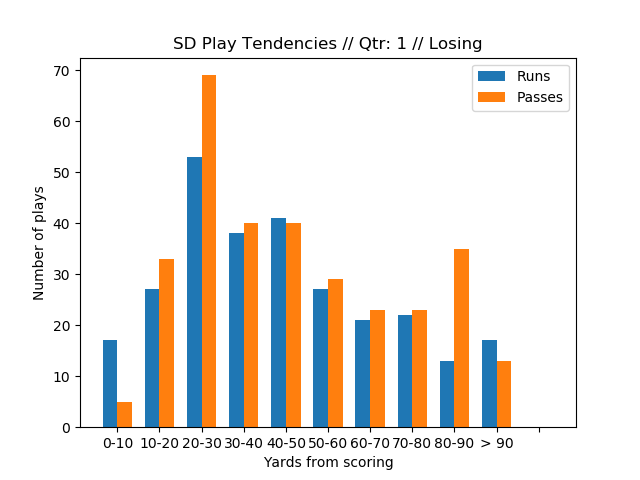 SD Play Tendencies // Qtr: 1 // Losing
Runs
Passes
70
60
50
40
30
20
10
0
Number of plays
0-10 10-20 20-30 30-40 40-50 50-60 60-70 70-80 80-90 > 90
Yards from scoring